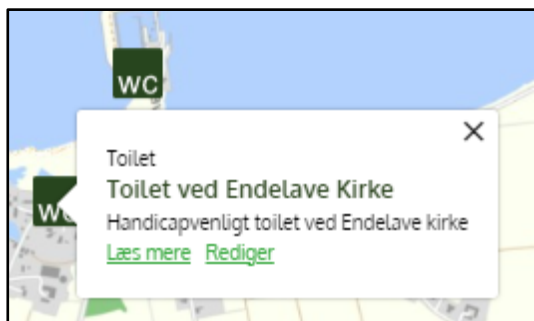 WC
Toilet
Toilet ved Endelave Kirke
WC
Handicapvenligt toilet ved Endelave kirke
Læs mere Rediger